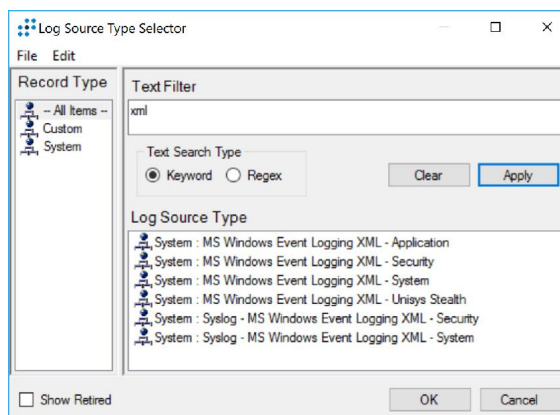 Log Source Type Selector
File Edit
Record Type
-- All Items --
Custom
System
Text Filter
xml
Text Search Type
Keyword Regex
Clear Apply
Log Source Type
System : MS Windows Event Logging XML - Application
System : MS Windows Event Logging XML - Security
System : MS Windows Event Logging XML - System
System : MS Windows Event Logging XML - Unisys Stealth
System : Syslog - MS Windows Event Logging XML - Security
System : Syslog - MS Windows Event Logging XML - System
Show Retired
OK Cancel